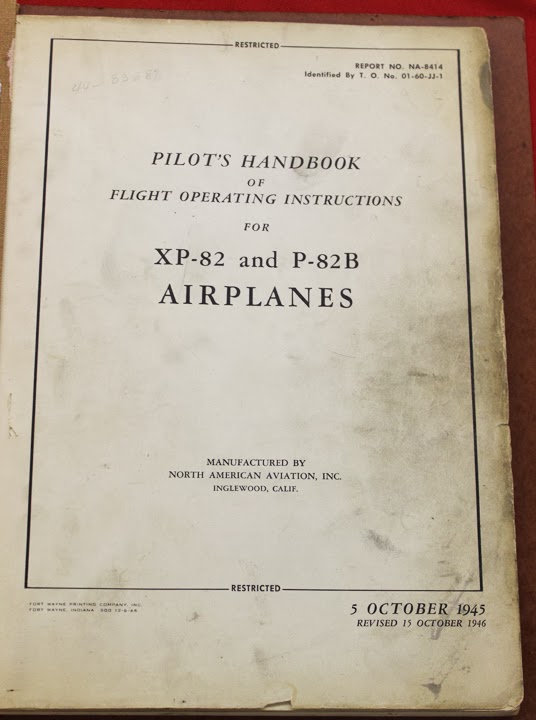 RESTRICTED
REPORT NO. NA-8414
Identified By T. O. No. 01-60-JJ-1
PILOT'S HANDBOOK
OF
FLIGHT OPERATING INSTRUCTIONS
FOR
XP-82 and P-82B
AIRPLANES
MANUFACTURED BY
NORTH AMERICAN AVIATION, INC.
INGLEWOOD, CALIF.
RESTRICTED
FORT WAYNE PRINTING COMPANY, INC.
FORT WAYNE, INDIANA
5 OCTOBER 1945
REVISED 15 OCTOBER 1946